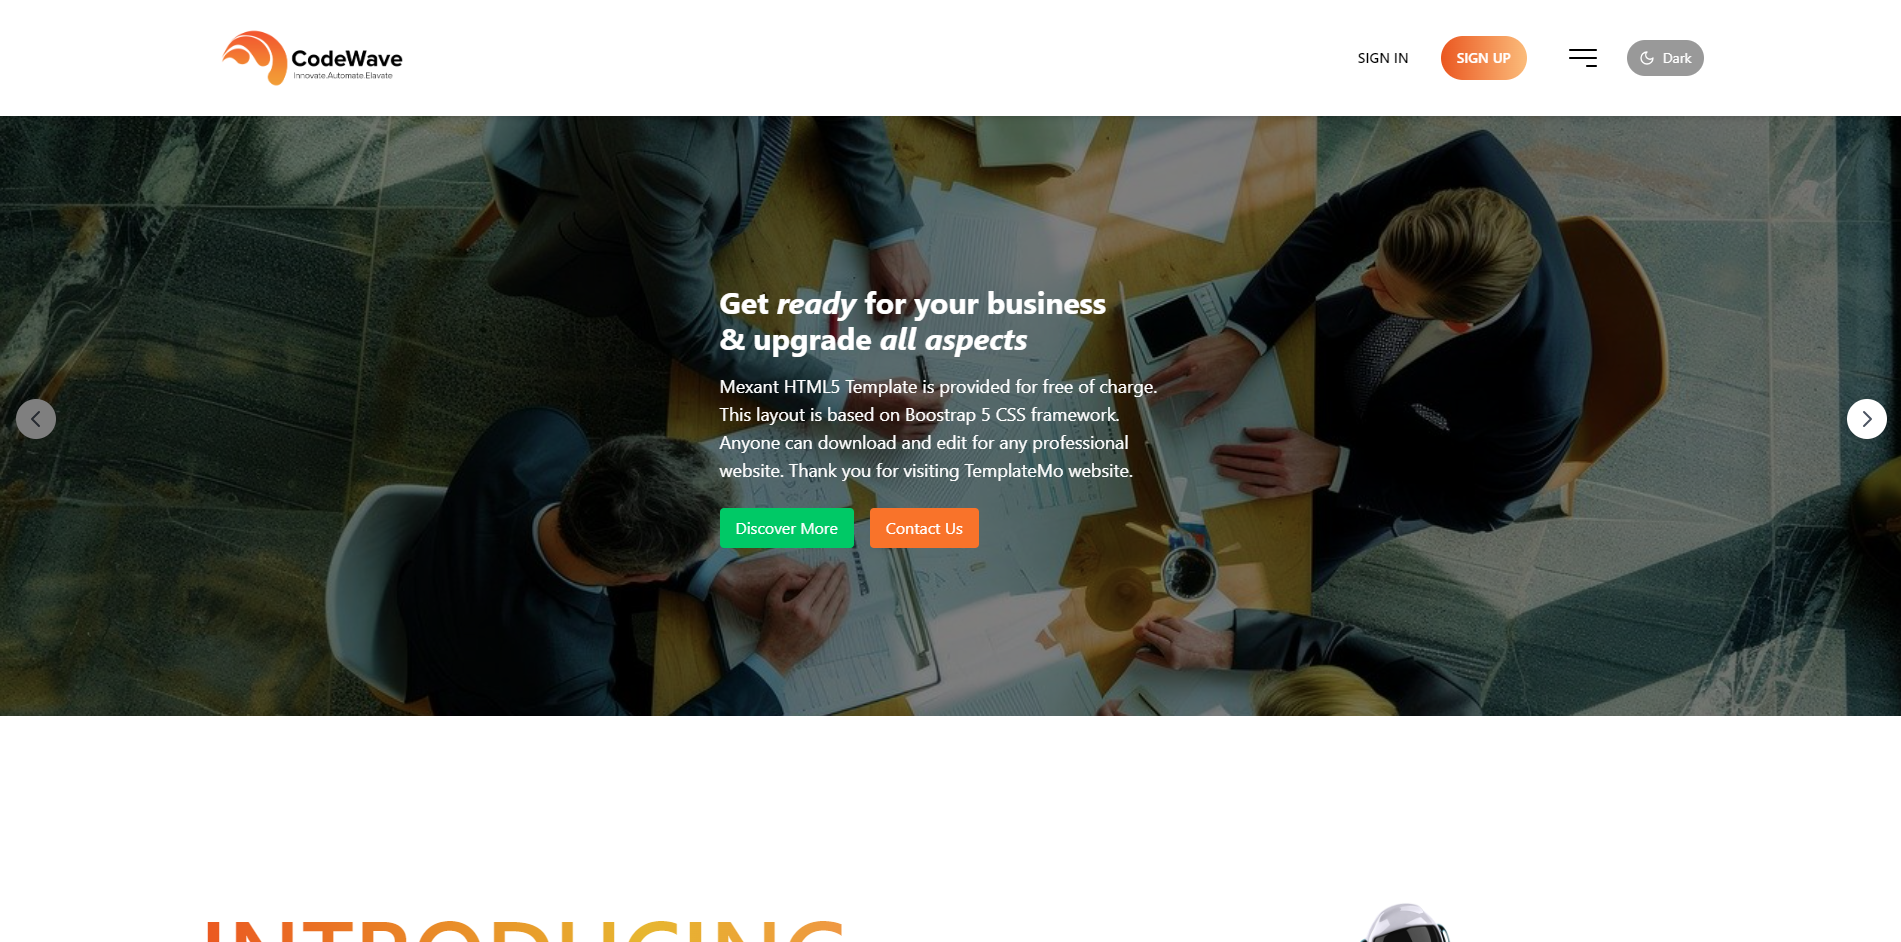 CodeWave
Innovate.Automate.Elavate
SIGN IN
SIGN UP
Dark
Get ready for your business
& upgrade all aspects
Mexant HTML5 Template is provided for free of charge.
This layout is based on Boostrap 5 CSS framework.
Anyone can download and edit for any professional
website. Thank you for visiting TemplateMo website.
Discover More
Contact Us
INTRODUCING